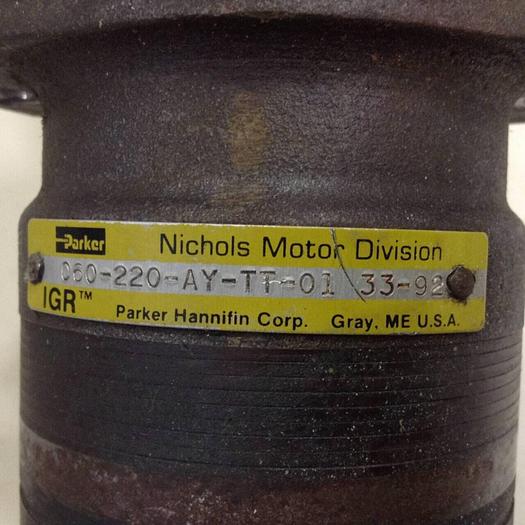 Parker
Nichols Motor Division
060-220-AY-TT-01 33-92
IGR™
Parker Hannifin Corp. Gray, ME U.S.A.